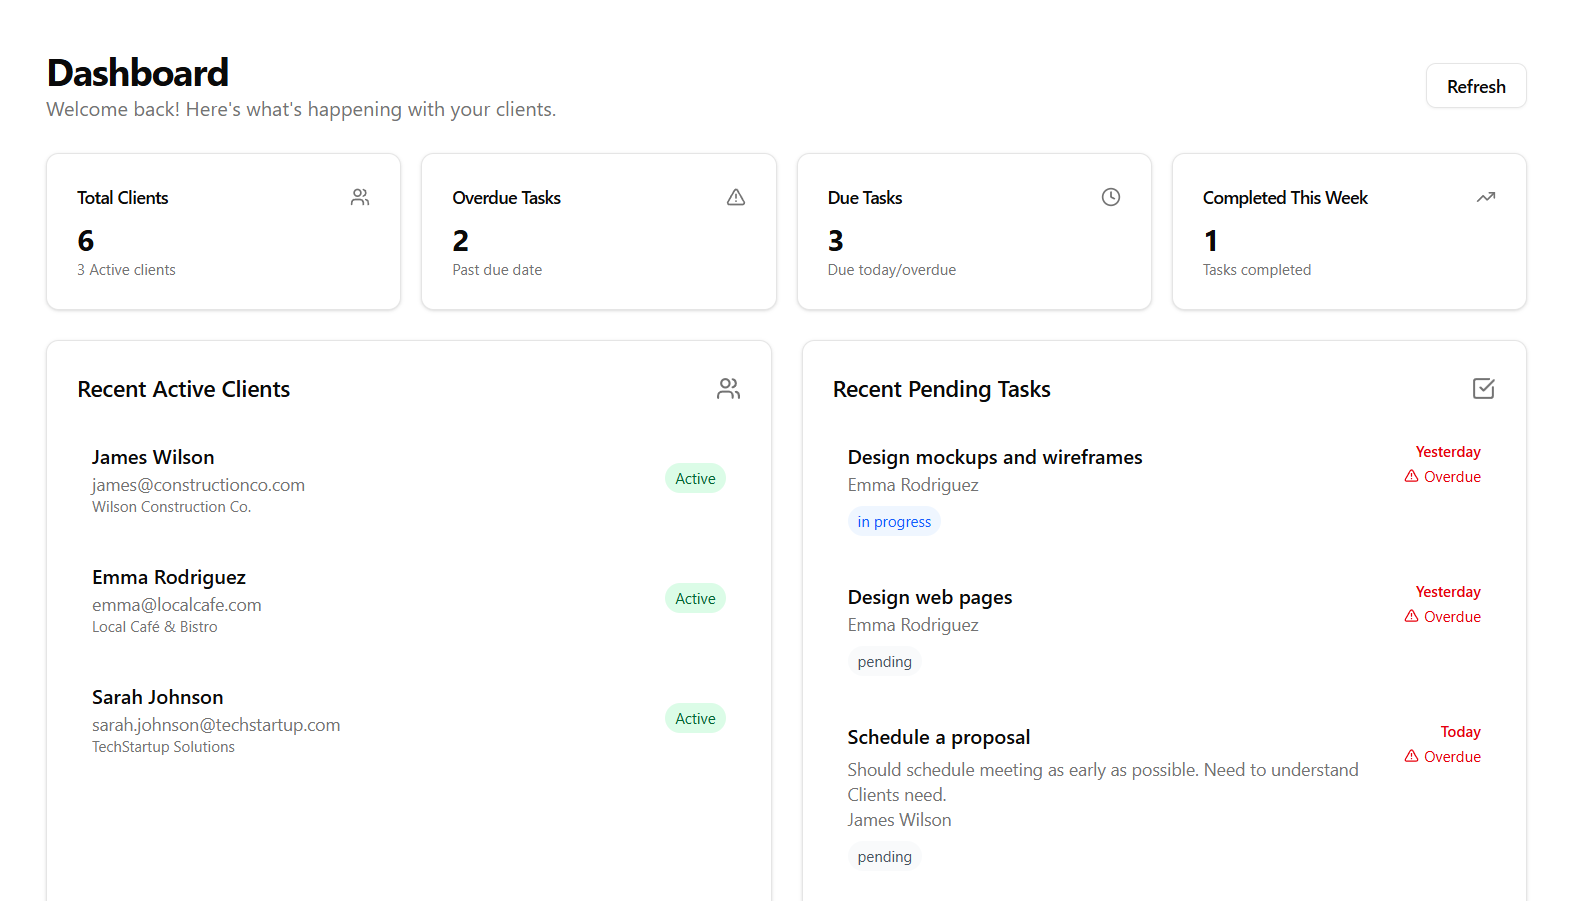 Dashboard
Welcome back! Here's what's happening with your clients.
Refresh
Total Clients
6
3 Active clients
Overdue Tasks
2
Past due date
Due Tasks
3
Due today/overdue
Completed This Week
1
Tasks completed
Recent Active Clients
James Wilson
james@constructionco.com
Wilson Construction Co.
Active
Emma Rodriguez
emma@localcafe.com
Local Café & Bistro
Active
Sarah Johnson
sarah.johnson@techstartup.com
TechStartup Solutions
Active
Recent Pending Tasks
Design mockups and wireframes
Emma Rodriguez
in progress
Yesterday
Overdue
Design web pages
Emma Rodriguez
pending
Yesterday
Overdue
Schedule a proposal
Should schedule meeting as early as possible. Need to understand
Clients need.
James Wilson
pending
Today
Overdue